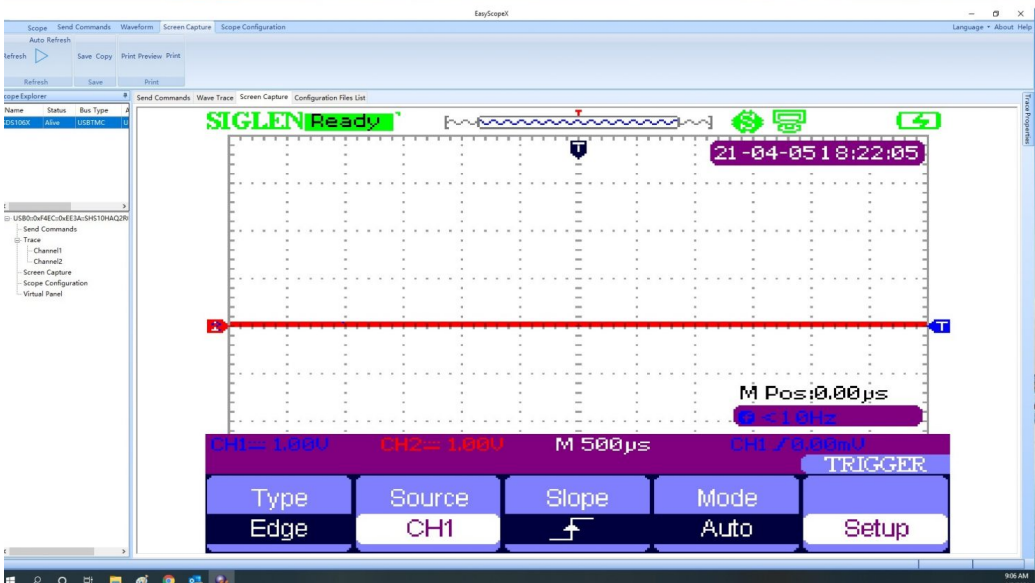 EasyScopeX
Scope Send Commands Waveform Screen Capture Scope Configuration
Language About Help
Auto Refresh
Refresh Save Copy Print Preview Print
Refresh Save Print
Send Commands Wave Trace Screen Capture Configuration Files List
Name Status Bus Type
Alive USBTMC
Trace Properties
Send Commands
Trace
Channel1
Channel2
Screen Capture
Scope Configuration
Virtual Panel
SIGLENT Ready T
T
21-04-05 18:22:05
T
M Pos:0.00μs
<10Hz
CH1 1.00V CH2 1.00V M 500μs CH1 0.00mV
TRIGGER
Type Source Slope Mode
Edge CH1 Auto Setup
9:06 AM